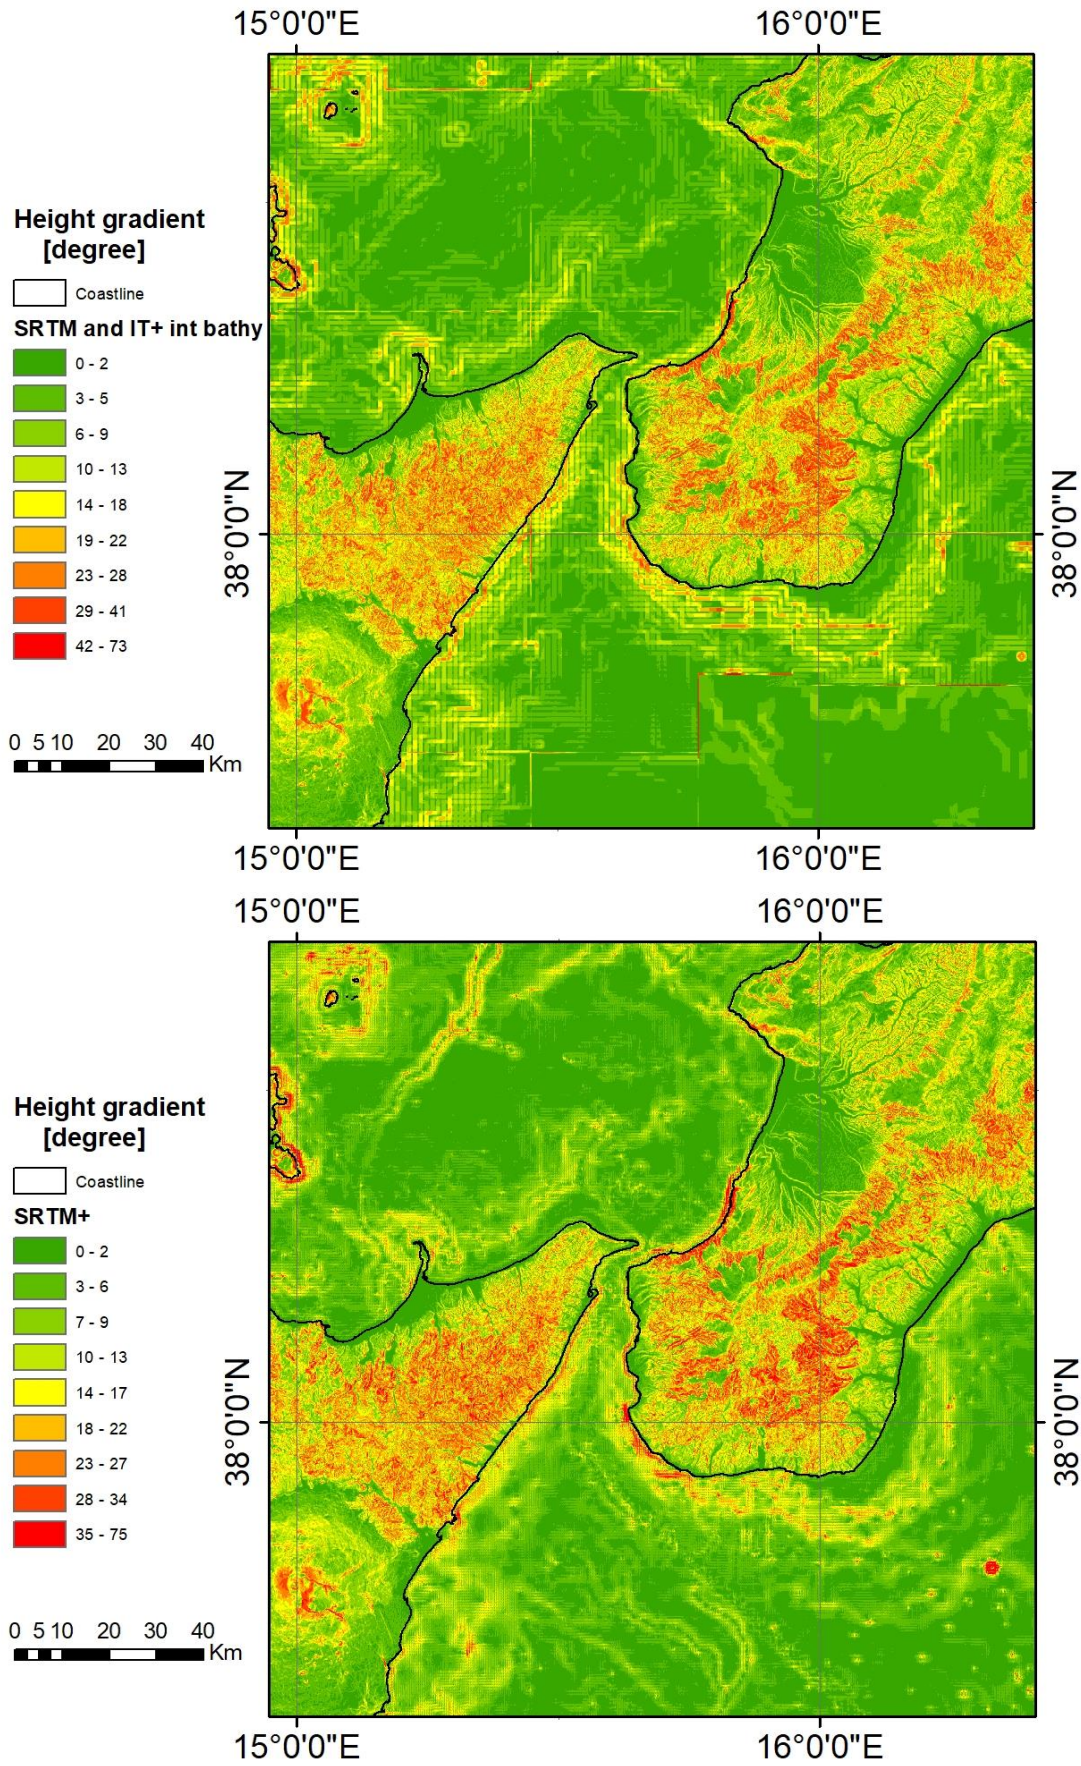 15°0'0"E 16°0'0"E
Height gradient
[degree]
Coastline
SRTM and IT+ int bathy
0 - 2
3 - 5
6 - 9
10 - 13
14 - 18
19 - 22
23 - 28
29 - 41
42 - 73
38°0'0"N 38°0'0"N
0 5 10 20 30 40
Km
15°0'0"E 16°0'0"E
15°0'0"E 16°0'0"E
Height gradient
[degree]
Coastline
SRTM+
0 - 2
3 - 6
7 - 9
10 - 13
14 - 17
18 - 22
23 - 27
28 - 34
35 - 75
38°0'0"N 38°0'0"N
0 5 10 20 30 40
Km
15°0'0"E 16°0'0"E